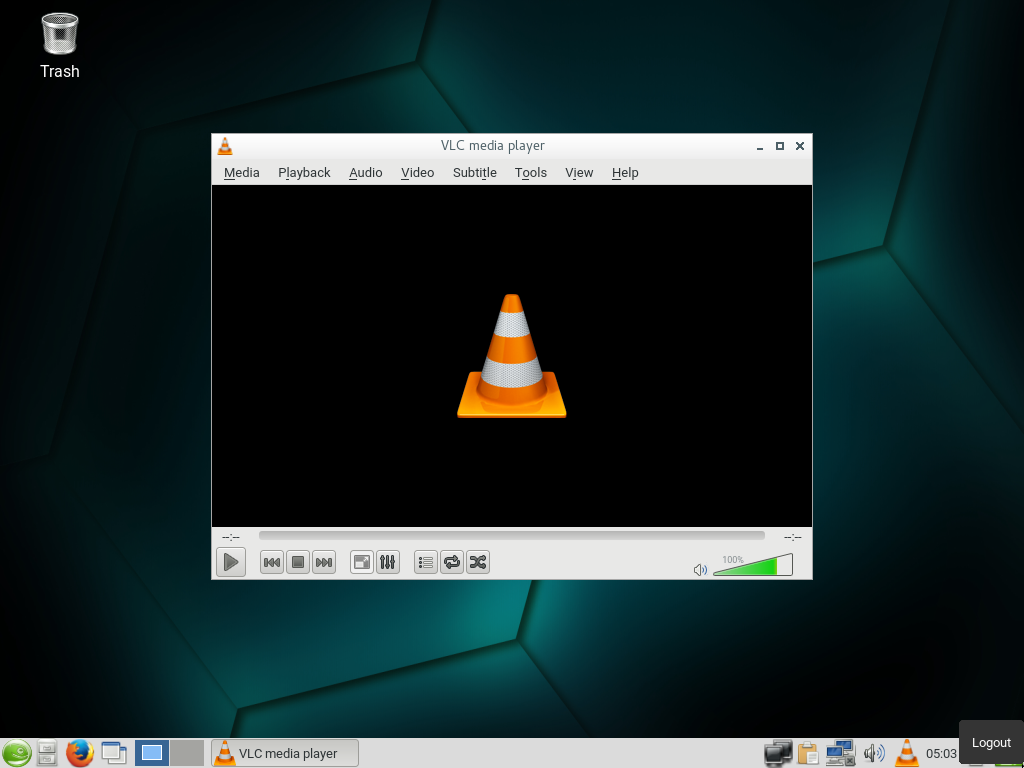 Trash
VLC media player
Media Playback Audio Video Subtitle Tools View Help
--:-- --:--
100%
VLC media player
05:03
Logout